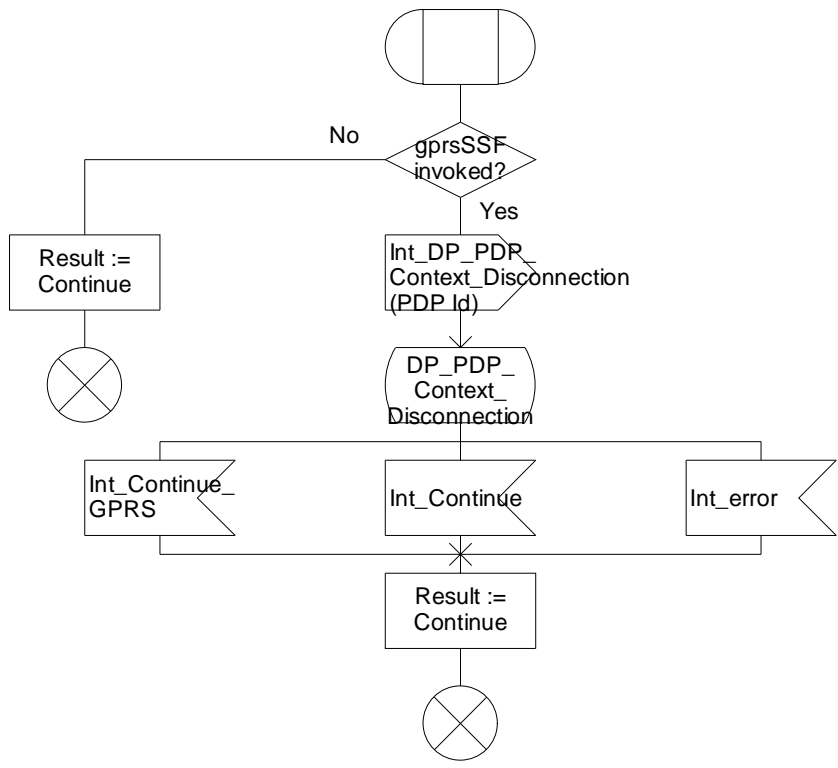 No
gprsSSF
invoked?
Yes
Result :=
Continue
Int_DP_PDP_
Context_Disconnection
(PDP Id)
DP_PDP_
Context_
Disconnection
Int_Continue_
GPRS
Int_Continue
Int_error
Result :=
Continue